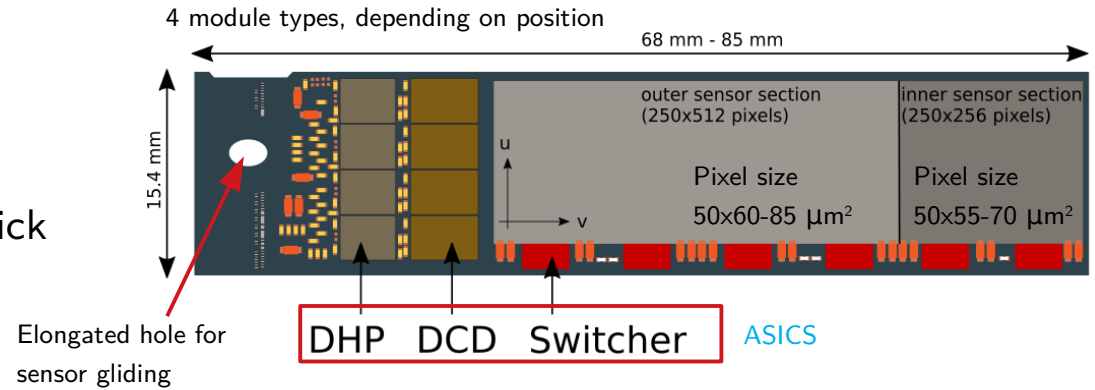 4 module types, depending on position
68 mm - 85 mm
15.4 mm
outer sensor section
(250x512 pixels)
inner sensor section
(250x256 pixels)
u
v
Pixel size
50x60-85 μm²
Pixel size
50x55-70 μm²
ick
Elongated hole for
sensor gliding
DHP DCD Switcher
ASICS